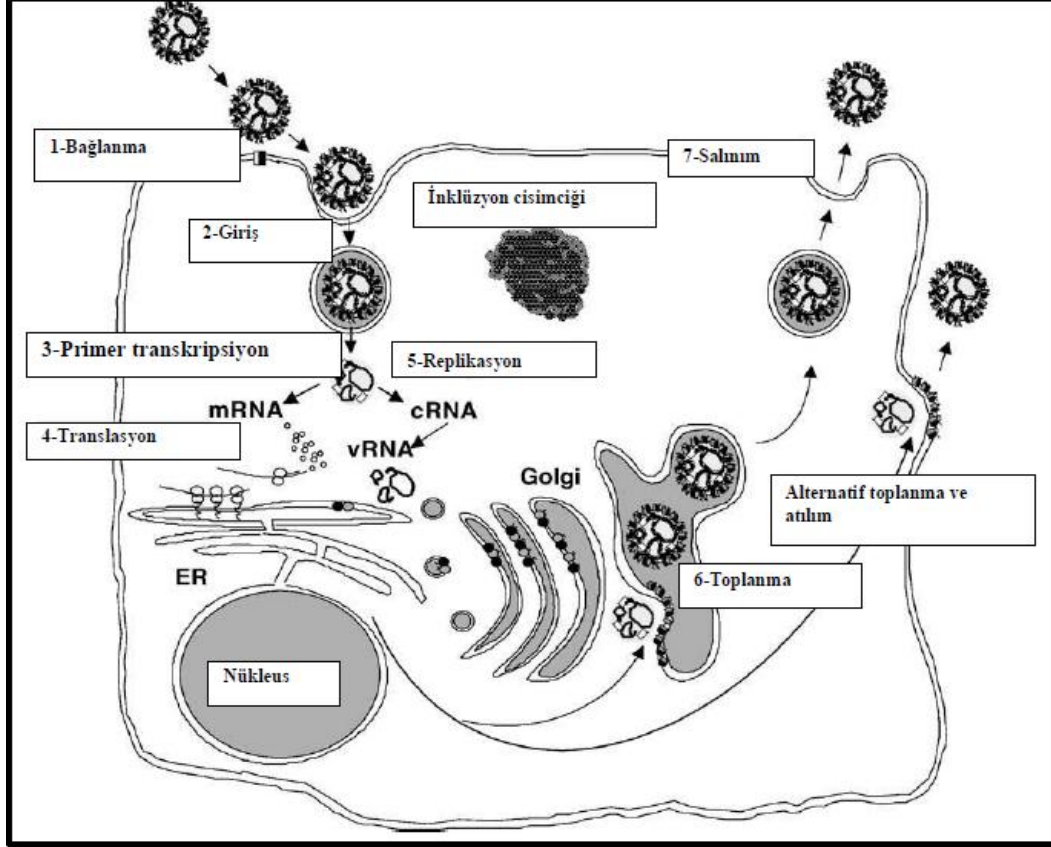 1-Bağlanma
7-Salınım
İnklüzyon cisimciği
2-Giriş
3-Primer transkripsiyon
5-Replikasyon
mRNA
cRNA
4-Translasyon
vRNA
Golgi
Alternatif toplanma ve
atılım
ER
6-Toplanma
Nükleus